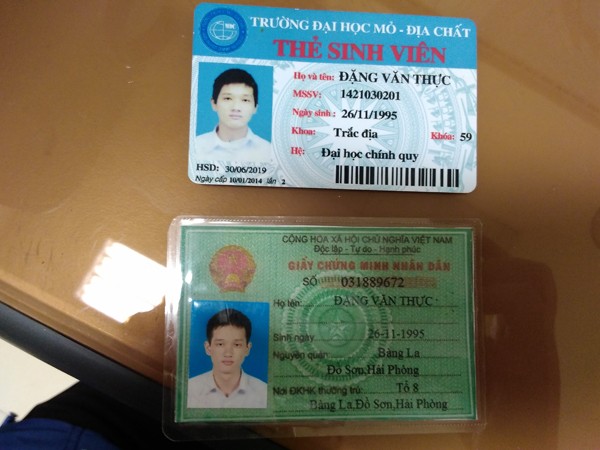 TRƯỜNG ĐẠI HỌC MỎ - ĐỊA CHẤT
THẺ SINH VIÊN
Họ và tên: ĐẶNG VĂN THỰC
MSSV: 1421030201
Ngày sinh: 26/11/1995
Khoa: Trắc địa Khóa: 59
Hệ: Đại học chính quy
HSD: 30/06/2019
Ngày cấp 10/01/2014 lần 2
CỘNG HÒA XÃ HỘI CHỦ NGHĨA VIỆT NAM
Độc lập - Tự do - Hạnh phúc
GIẤY CHỨNG MINH NHÂN DÂN
SỐ 031889672
Họ tên: ĐẶNG VĂN THỰC
Sinh ngày 26-11-1995
Nguyên quán Bàng La
Đồ Sơn,Hải Phòng
Nơi ĐKHK thường trú: Tổ 8
Bàng La,Đồ Sơn,Hải Phòng